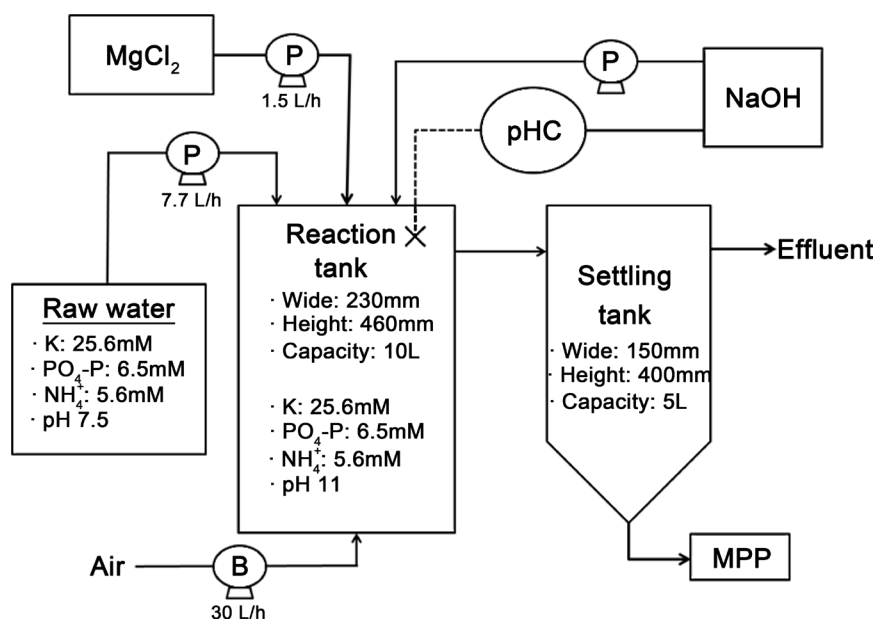 MgCl₂
P
1.5 L/h
P
NaOH
pHC
P
7.7 L/h
Raw water
· K: 25.6mM
· PO₄-P: 6.5mM
· NH₄⁺: 5.6mM
· pH 7.5
Reaction
tank
· Wide: 230mm
· Height: 460mm
· Capacity: 10L
· K: 25.6mM
· PO₄-P: 6.5mM
· NH₄⁺: 5.6mM
· pH 11
Settling
tank
· Wide: 150mm
· Height: 400mm
· Capacity: 5L
Effluent
Air
B
30 L/h
MPP